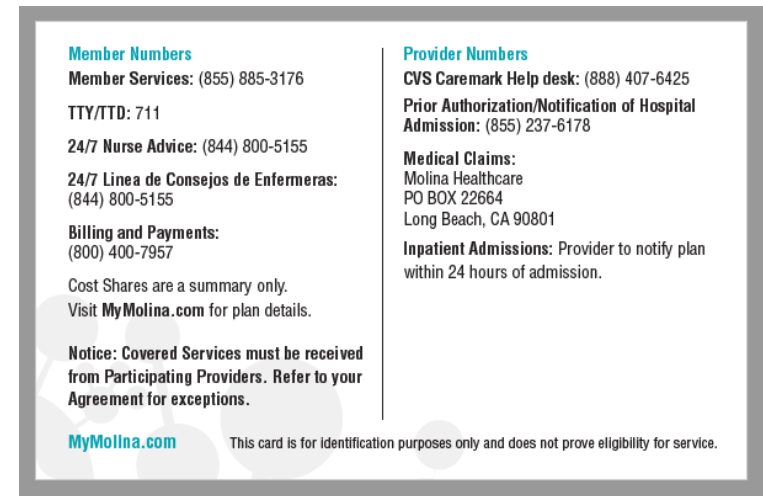 Member Numbers
Member Services: (855) 885-3176
TTY/TTD: 711
24/7 Nurse Advice: (844) 800-5155
24/7 Linea de Consejos de Enfermeras:
(844) 800-5155
Billing and Payments:
(800) 400-7957
Cost Shares are a summary only.
Visit MyMolina.com for plan details.
Notice: Covered Services must be received
from Participating Providers. Refer to your
Agreement for exceptions.
Provider Numbers
CVS Caremark Help desk: (888) 407-6425
Prior Authorization/Notification of Hospital
Admission: (855) 237-6178
Medical Claims:
Molina Healthcare
PO BOX 22664
Long Beach, CA 90801
Inpatient Admissions: Provider to notify plan
within 24 hours of admission.
MyMolina.com
This card is for identification purposes only and does not prove eligibility for service.